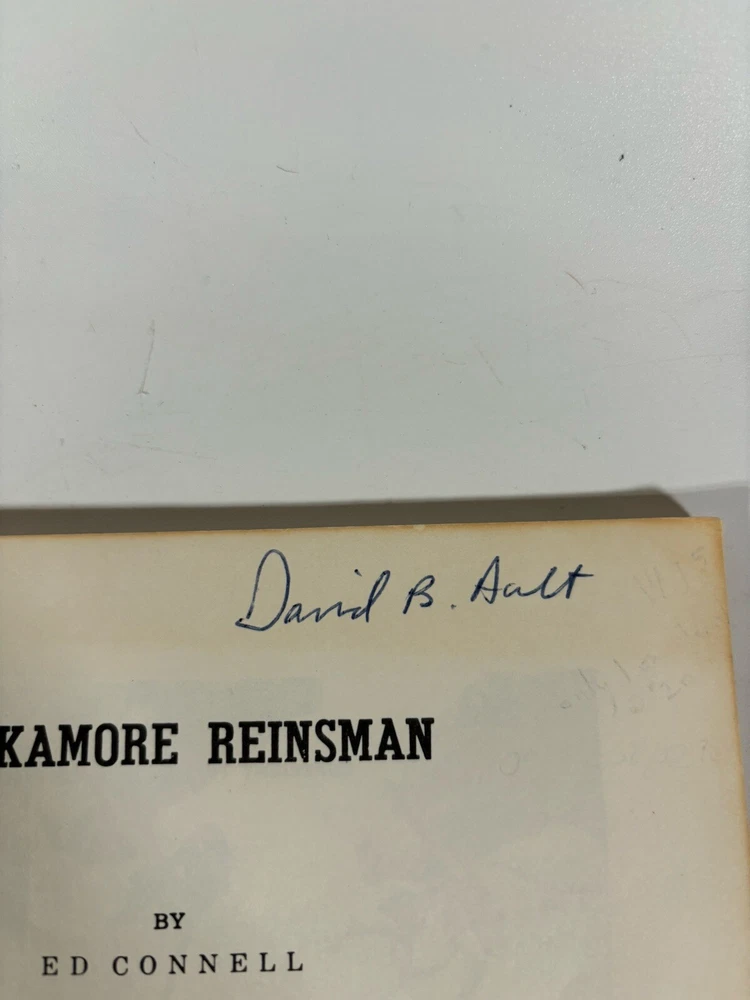 David B. Ault
KAMORE REINSMAN
BY
ED CONNELL